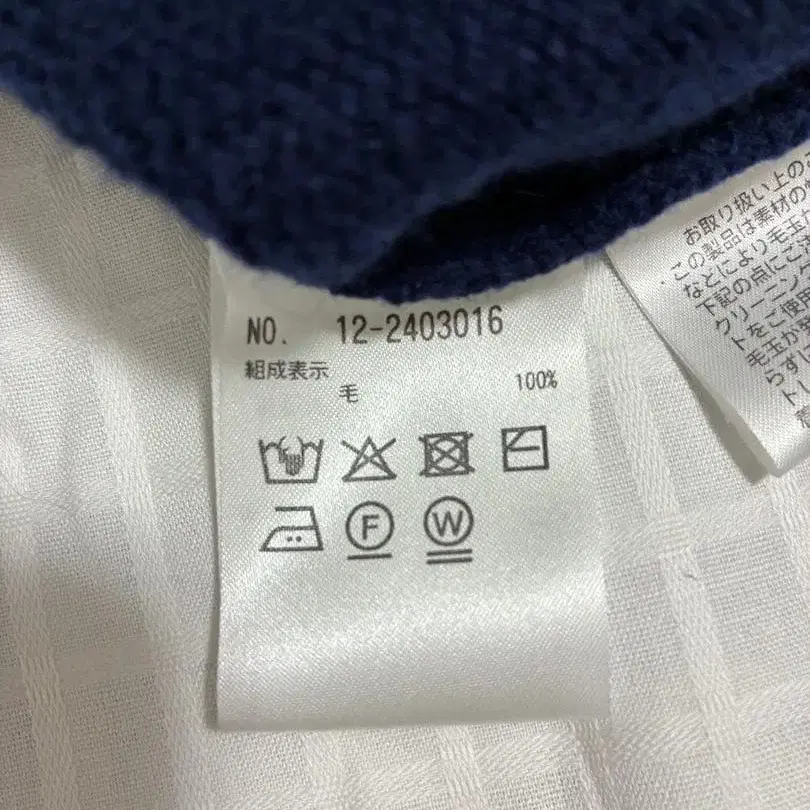 NO. 12-2403016
組成表示
毛 100%
F W
お取り扱い上の
この製品は素材の
などにより毛玉
下記の点にご
クリーニン
トをご使
毛玉が
らずは
ト